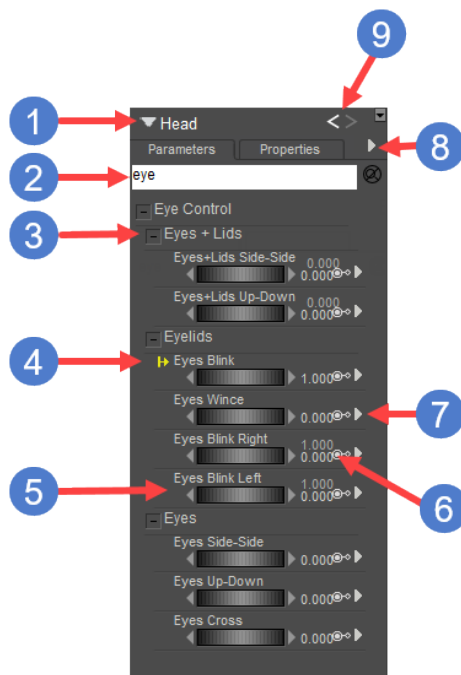 9
1
Head
< >
Parameters Properties
8
2
eye
Eye Control
3
Eyes + Lids
Eyes+Lids Side-Side
0.000
0.000
Eyes+Lids Up-Down
0.000
0.000
Eyelids
4
Eyes Blink
1.000
Eyes Wince
0.000
7
Eyes Blink Right
1.000
0.000
5
Eyes Blink Left
1.000
0.000
6
Eyes
Eyes Side-Side
0.000
Eyes Up-Down
0.000
Eyes Cross
0.000